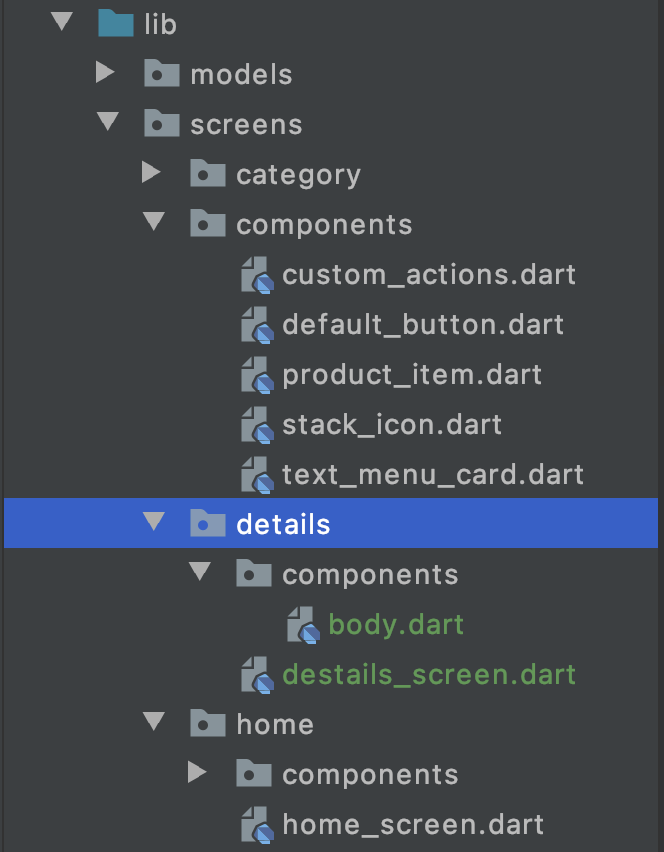 lib
models
screens
category
components
custom_actions.dart
default_button.dart
product_item.dart
stack_icon.dart
text_menu_card.dart
details
components
body.dart
destails_screen.dart
home
components
home_screen.dart